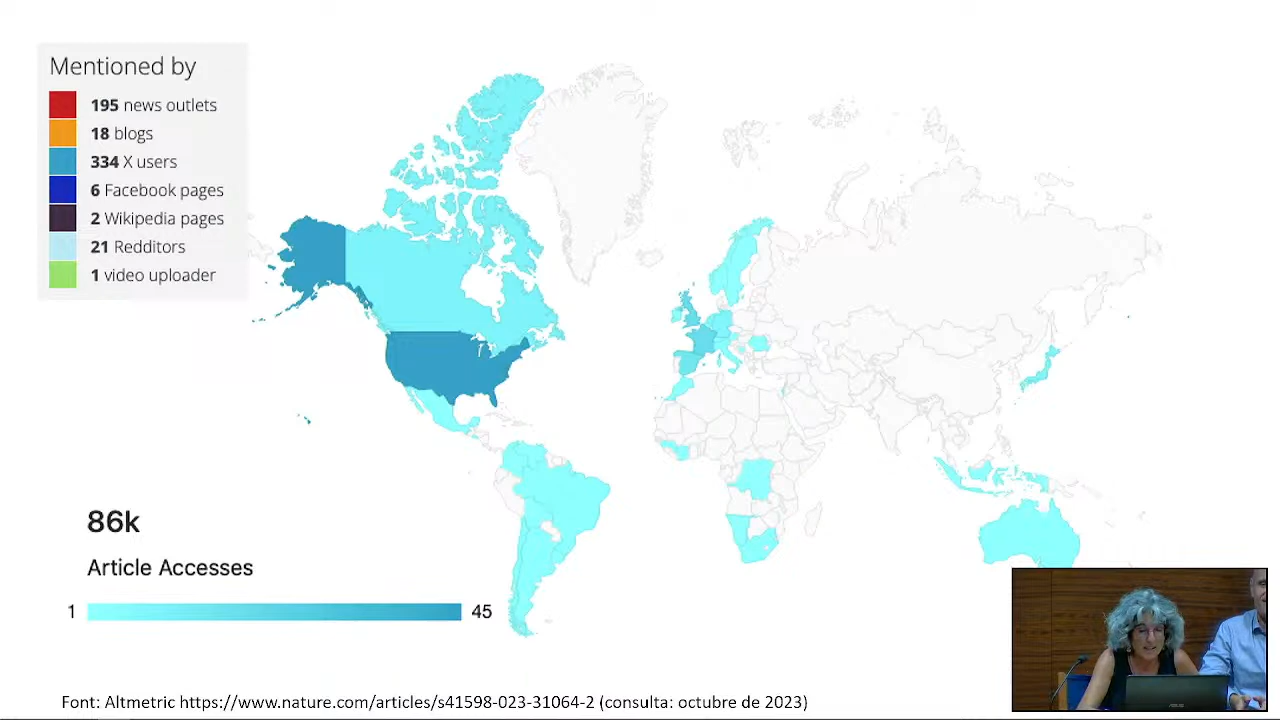 Mentioned by
195 news outlets
18 blogs
334 X users
6 Facebook pages
2 Wikipedia pages
21 Redditors
1 video uploader
86k
Article Accesses
1 45
Font: Altmetric https://www.nature.com/articles/s41598-023-31064-2 (consulta: octubre de 2023)